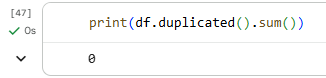 [47]
print(df.duplicated().sum())
0s
0